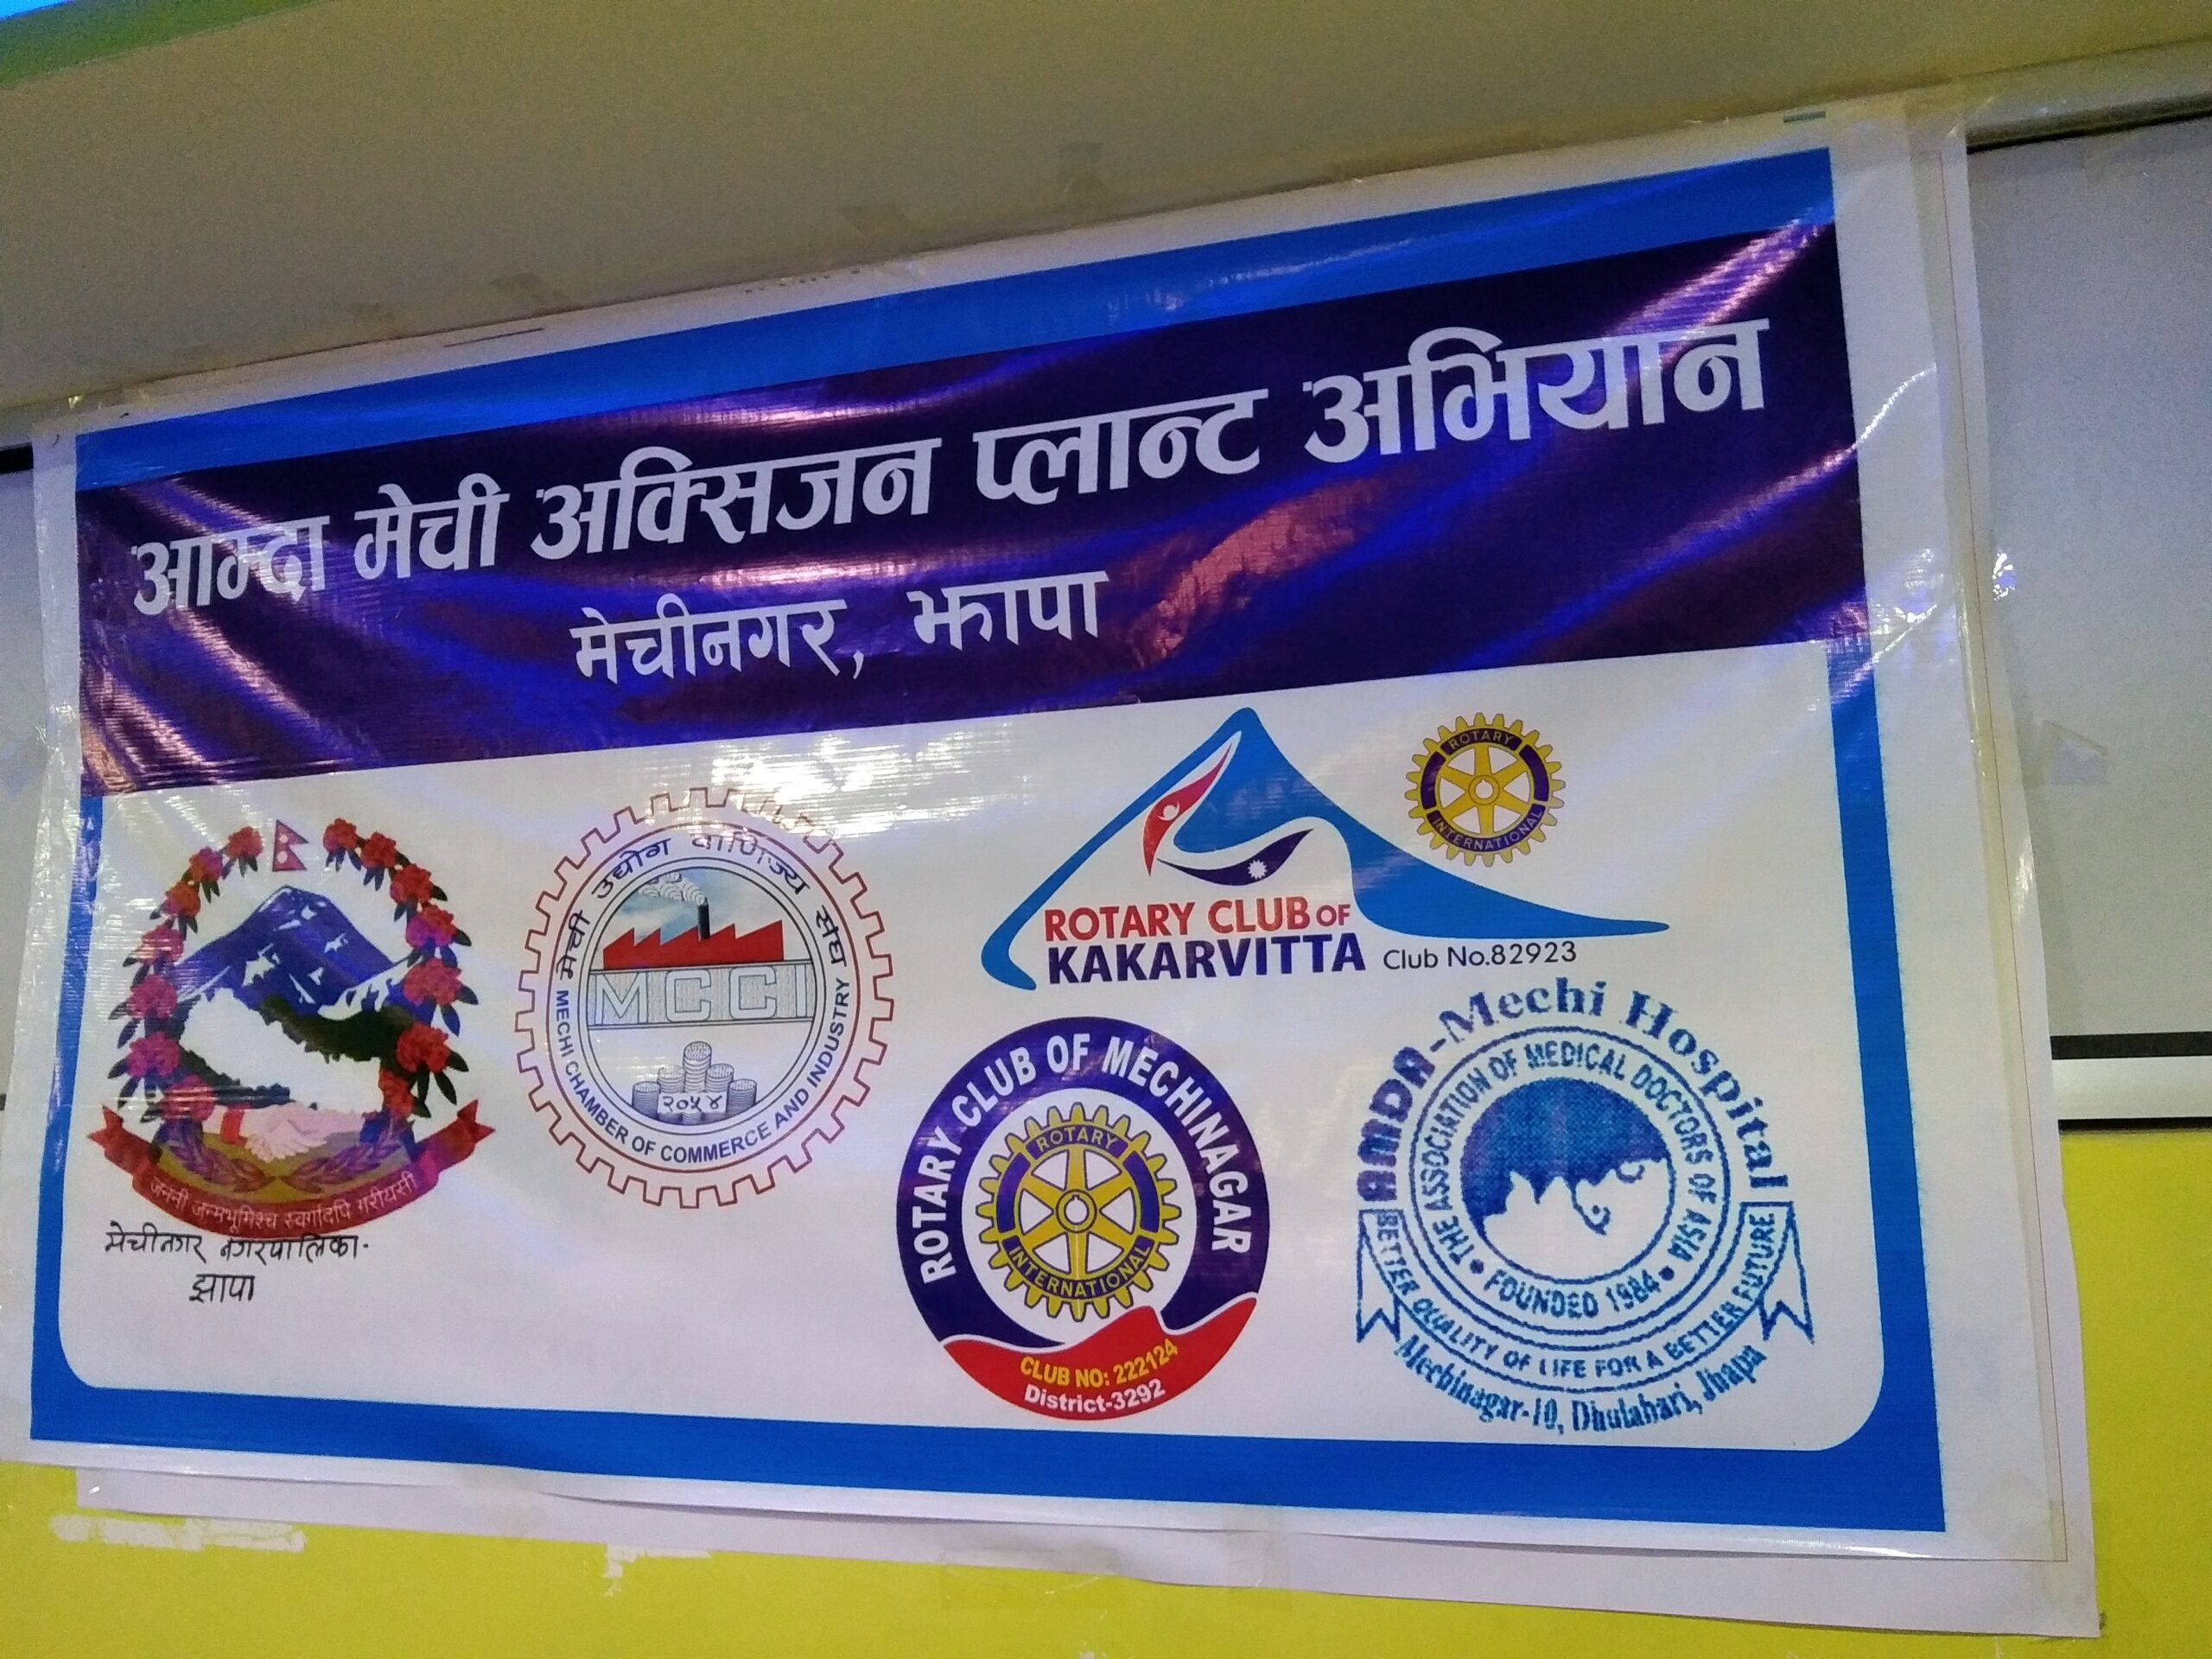 आम्दा मेची अक्सिजन प्लान्ट अभियान
मेचीनगर, झापा
जननी जन्मभूमिश्च स्वर्गादपि गरीयसी
मेचीनगर नगरपालिका-
झापा
मेची उद्योग वाणिज्य संघ
MCCI
२०५४
MECHI CHAMBER OF COMMERCE AND INDUSTRY
ROTARY
INTERNATIONAL
ROTARY CLUB OF
KAKARVITTA Club No.82923
ROTARY CLUB OF MECHINAGAR
ROTARY
INTERNATIONAL
CLUB NO: 222124
District-3292
AMDA-Mechi Hospital
THE ASSOCIATION OF MEDICAL DOCTORS OF ASIA
FOUNDED 1984
BETTER QUALITY OF LIFE FOR A BETTER FUTURE
Mechinagar-10, Dhulabari, Jhapa